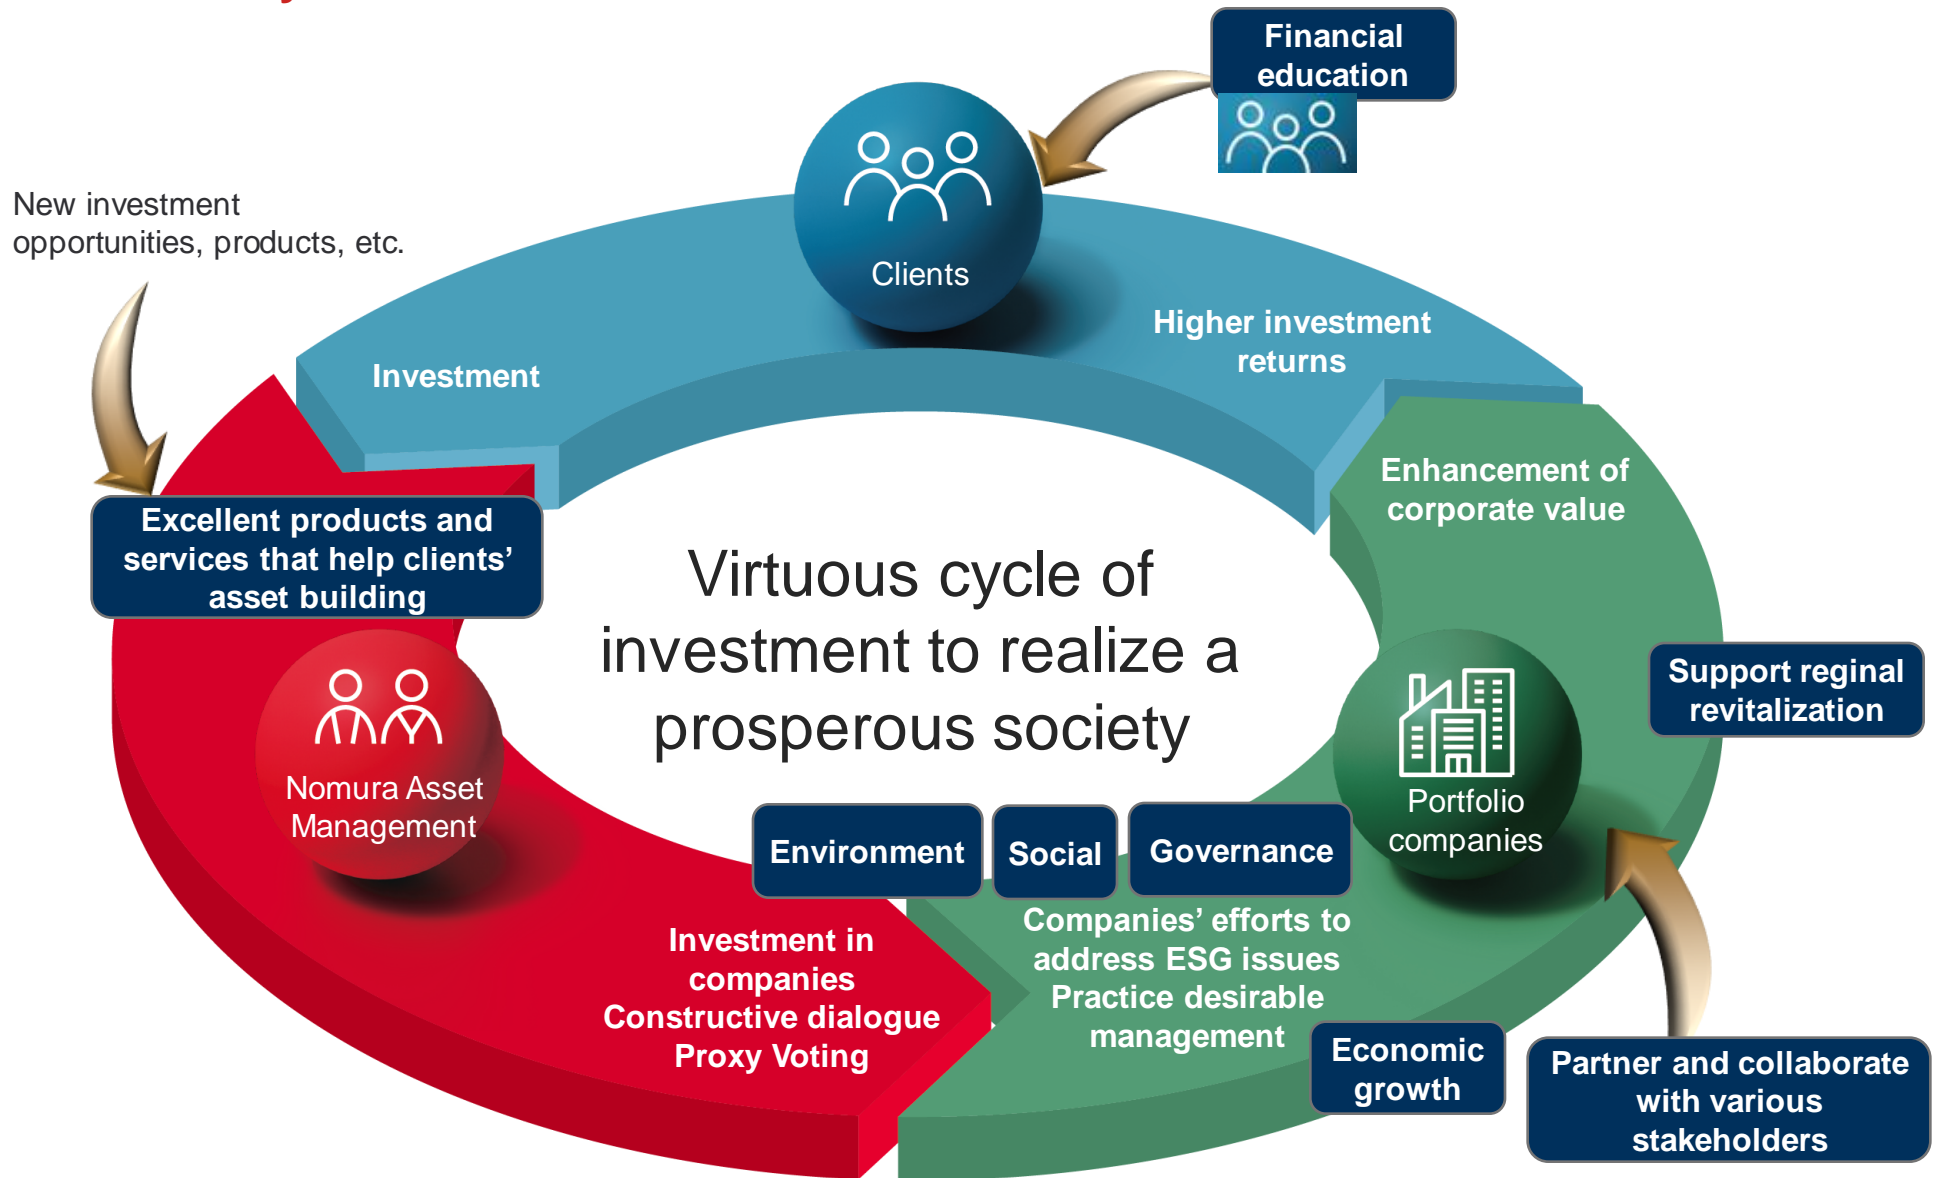 Financial
education
New investment
opportunities, products, etc.
Clients
Higher investment
returns
Investment
Enhancement of
corporate value
Excellent products and
services that help clients’
asset building
Virtuous cycle of
investment to realize a
prosperous society
Support reginal
revitalization
Nomura Asset
Management
Portfolio
companies
Environment
Social
Governance
Companies’ efforts to
address ESG issues
Practice desirable
management
Investment in
companies
Constructive dialogue
Proxy Voting
Economic
growth
Partner and collaborate
with various
stakeholders